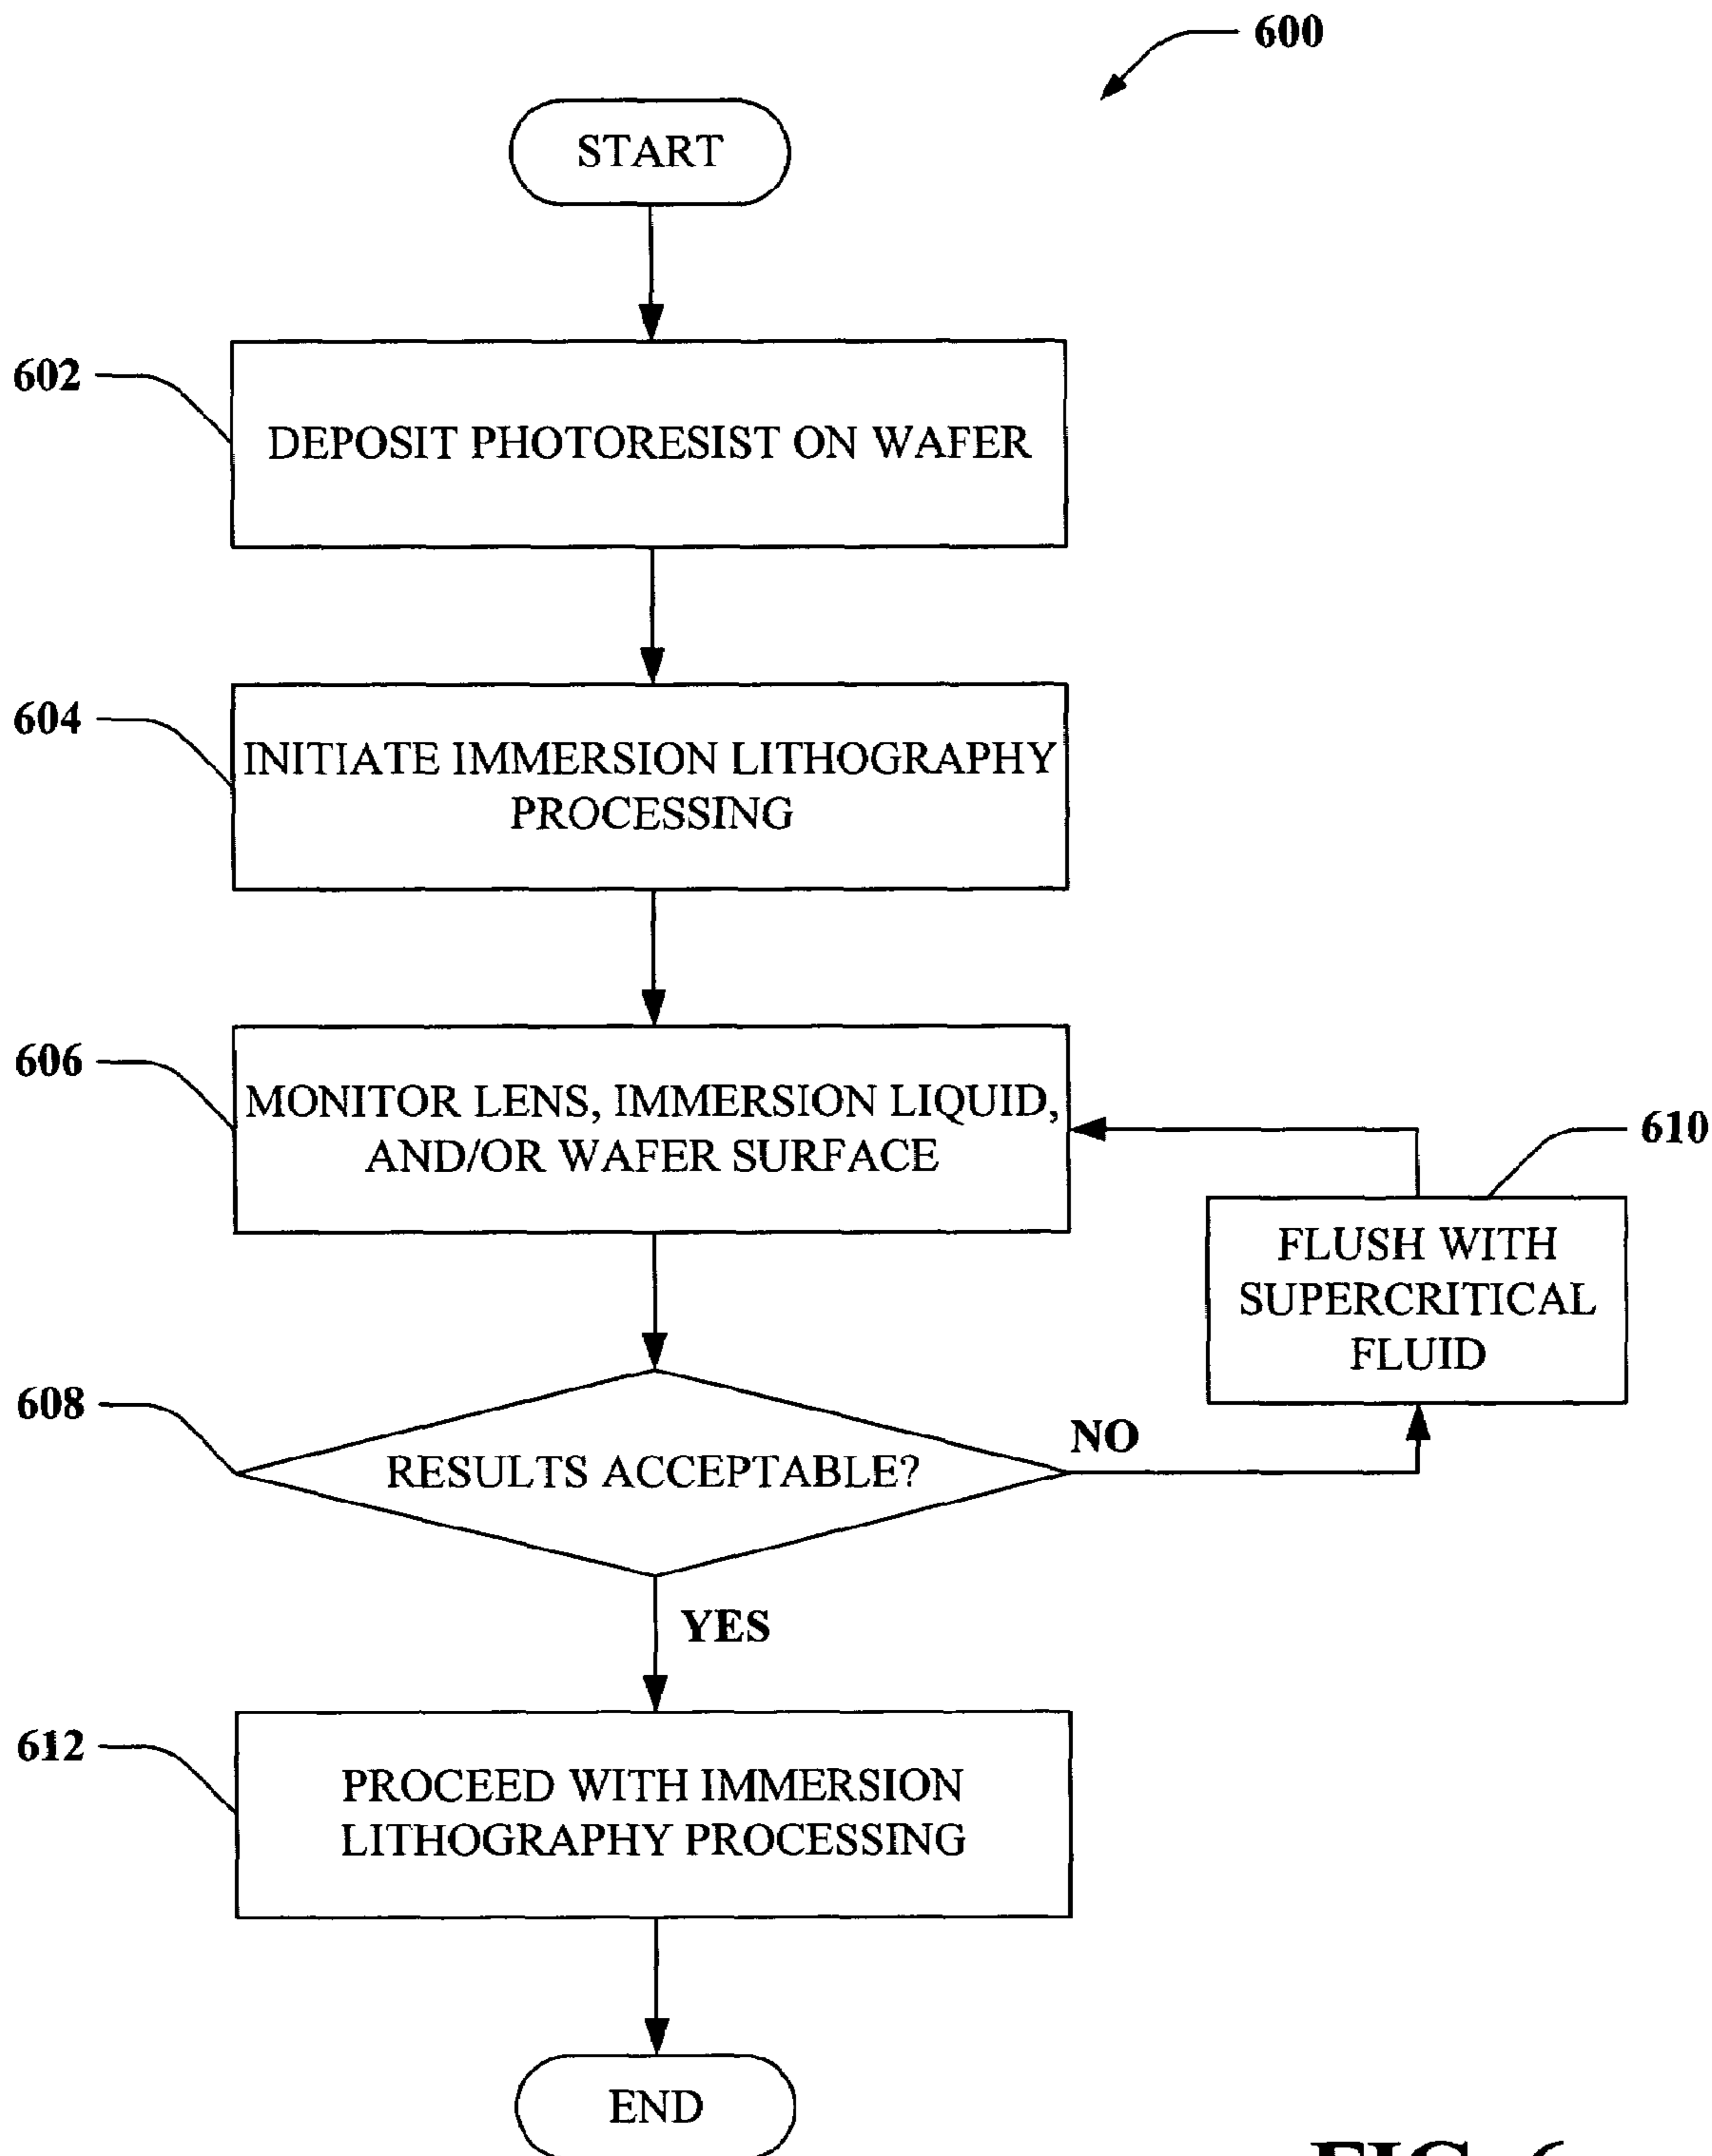 600
START
602
DEPOSIT PHOTORESIST ON WAFER
604
INITIATE IMMERSION LITHOGRAPHY
PROCESSING
606
MONITOR LENS, IMMERSION LIQUID,
AND/OR WAFER SURFACE
610
FLUSH WITH
SUPERCRITICAL
FLUID
608
RESULTS ACCEPTABLE?
NO
YES
612
PROCEED WITH IMMERSION
LITHOGRAPHY PROCESSING
END
FIG. 6